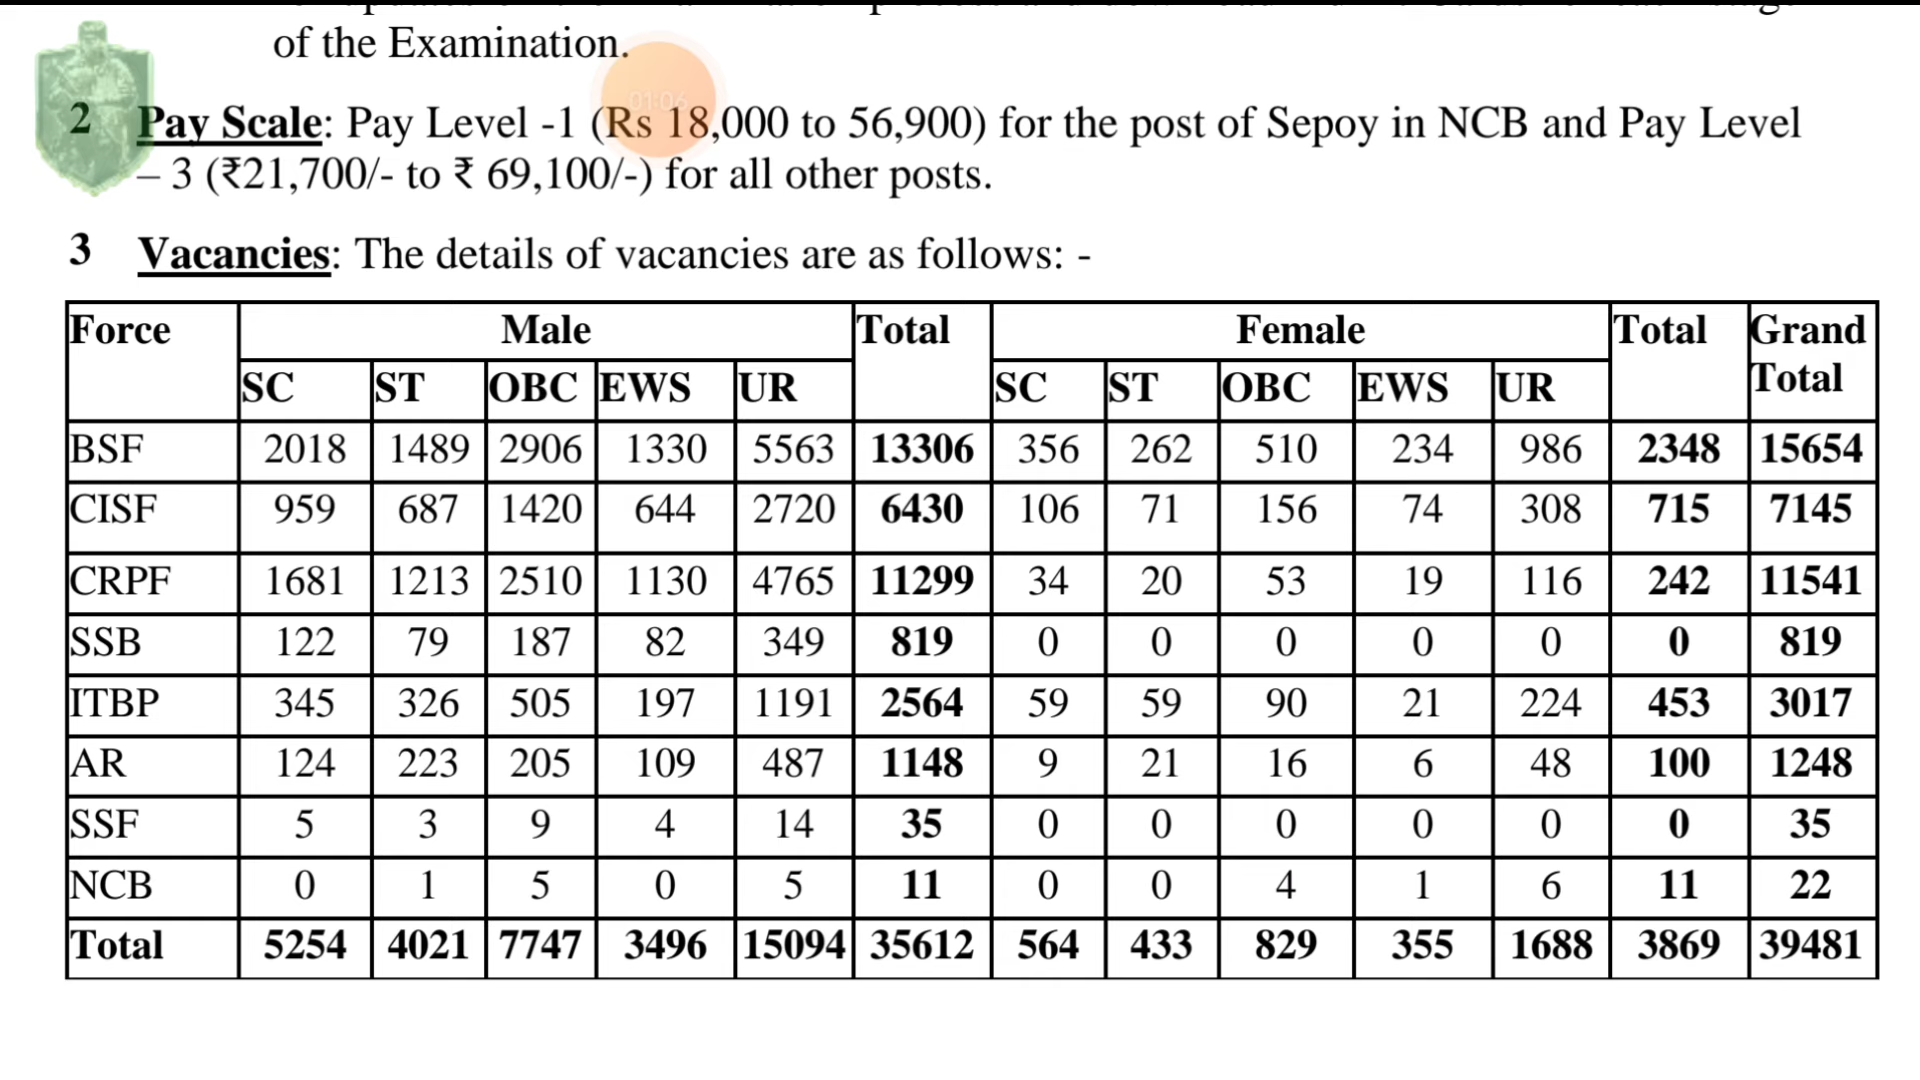 of the Examination.
01:06
2 Pay Scale: Pay Level -1 (Rs 18,000 to 56,900) for the post of Sepoy in NCB and Pay Level
– 3 (₹21,700/- to ₹ 69,100/-) for all other posts.
3 Vacancies: The details of vacancies are as follows: -
Force Male Total Female Total Grand Total
SC ST OBC EWS UR SC ST OBC EWS UR
BSF 2018 1489 2906 1330 5563 13306 356 262 510 234 986 2348 15654
CISF 959 687 1420 644 2720 6430 106 71 156 74 308 715 7145
CRPF 1681 1213 2510 1130 4765 11299 34 20 53 19 116 242 11541
SSB 122 79 187 82 349 819 0 0 0 0 0 0 819
ITBP 345 326 505 197 1191 2564 59 59 90 21 224 453 3017
AR 124 223 205 109 487 1148 9 21 16 6 48 100 1248
SSF 5 3 9 4 14 35 0 0 0 0 0 0 35
NCB 0 1 5 0 5 11 0 0 4 1 6 11 22
Total 5254 4021 7747 3496 15094 35612 564 433 829 355 1688 3869 39481